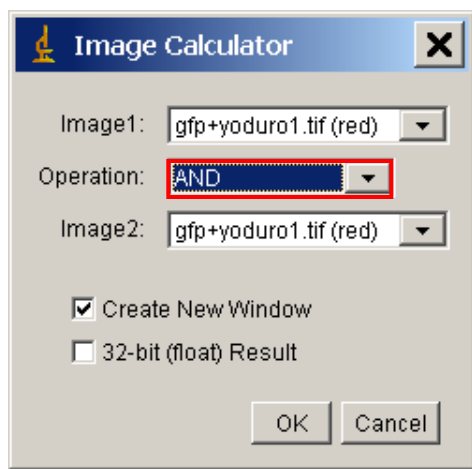 Image Calculator
Image1: gfp+yoduro1.tif (red)
Operation: AND
Image2: gfp+yoduro1.tif (red)
Create New Window
32-bit (float) Result
OK Cancel